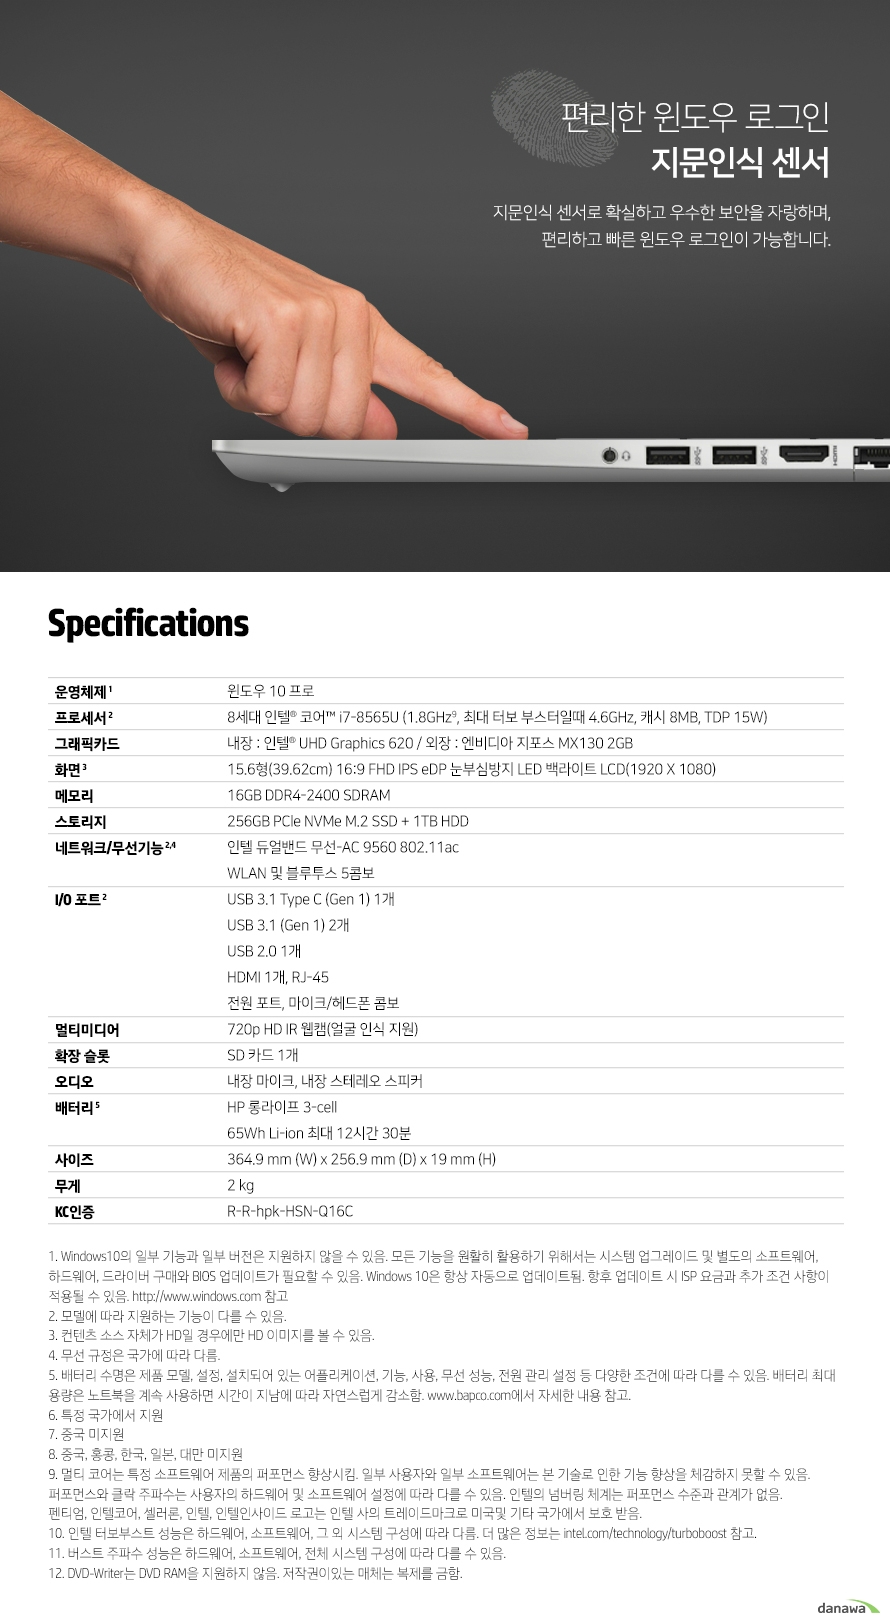 편리한 윈도우 로그인
지문인식 센서
지문인식 센서로 확실하고 우수한 보안을 자랑하며,
편리하고 빠른 윈도우 로그인이 가능합니다.
HDMI
Specifications
운영체제 1 윈도우 10 프로
프로세서 2 8세대 인텔® 코어™ i7-8565U (1.8GHz9, 최대 터보 부스터일때 4.6GHz, 캐시 8MB, TDP 15W)
그래픽카드 내장 : 인텔® UHD Graphics 620 / 외장 : 엔비디아 지포스 MX130 2GB
화면 3 15.6형(39.62cm) 16:9 FHD IPS eDP 눈부심방지 LED 백라이트 LCD(1920 X 1080)
메모리 16GB DDR4-2400 SDRAM
스토리지 256GB PCIe NVMe M.2 SSD + 1TB HDD
네트워크/무선기능 2,4 인텔 듀얼밴드 무선-AC 9560 802.11ac
WLAN 및 블루투스 5콤보
I/O 포트 2 USB 3.1 Type C (Gen 1) 1개
USB 3.1 (Gen 1) 2개
USB 2.0 1개
HDMI 1개, RJ-45
전원 포트, 마이크/헤드폰 콤보
멀티미디어 720p HD IR 웹캠(얼굴 인식 지원)
확장 슬롯 SD 카드 1개
오디오 내장 마이크, 내장 스테레오 스피커
배터리 5 HP 롱라이프 3-cell
65Wh Li-ion 최대 12시간 30분
사이즈 364.9 mm (W) x 256.9 mm (D) x 19 mm (H)
무게 2 kg
KC인증 R-R-hpk-HSN-Q16C
1. Windows10의 일부 기능과 일부 버전은 지원하지 않을 수 있음. 모든 기능을 원활히 활용하기 위해서는 시스템 업그레이드 및 별도의 소프트웨어,
하드웨어, 드라이버 구매와 BIOS 업데이트가 필요할 수 있음. Windows 10은 항상 자동으로 업데이트됨. 항후 업데이트 시 ISP 요금과 추가 조건 사항이
적용될 수 있음. http://www.windows.com 참고
2. 모델에 따라 지원하는 기능이 다를 수 있음.
3. 컨텐츠 소스 자체가 HD일 경우에만 HD 이미지를 볼 수 있음.
4. 무선 규정은 국가에 따라 다름.
5. 배터리 수명은 제품 모델, 설정, 설치되어 있는 어플리케이션, 기능, 사용, 무선 성능, 전원 관리 설정 등 다양한 조건에 따라 다를 수 있음. 배터리 최대
용량은 노트북을 계속 사용하면 시간이 지남에 따라 자연스럽게 감소함. www.bapco.com에서 자세한 내용 참고.
6. 특정 국가에서 지원
7. 중국 미지원
8. 중국, 홍콩, 한국, 일본, 대만 미지원
9. 멀티 코어는 특정 소프트웨어 제품의 퍼포먼스 향상시킴. 일부 사용자와 일부 소프트웨어는 본 기술로 인한 기능 향상을 체감하지 못할 수 있음.
퍼포먼스와 클락 주파수는 사용자의 하드웨어 및 소프트웨어 설정에 따라 다를 수 있음. 인텔의 넘버링 체계는 퍼포먼스 수준과 관계가 없음.
펜티엄, 인텔코어, 셀러론, 인텔, 인텔인사이드 로고는 인텔 사의 트레이드마크로 미국및 기타 국가에서 보호 받음.
10. 인텔 터보부스트 성능은 하드웨어, 소프트웨어, 그 외 시스템 구성에 따라 다름. 더 많은 정보는 intel.com/technology/turboboost 참고.
11. 버스트 주파수 성능은 하드웨어, 소프트웨어, 전체 시스템 구성에 따라 다를 수 있음.
12. DVD-Writer는 DVD RAM을 지원하지 않음. 저작권이있는 매체는 복제를 금함.
danawa